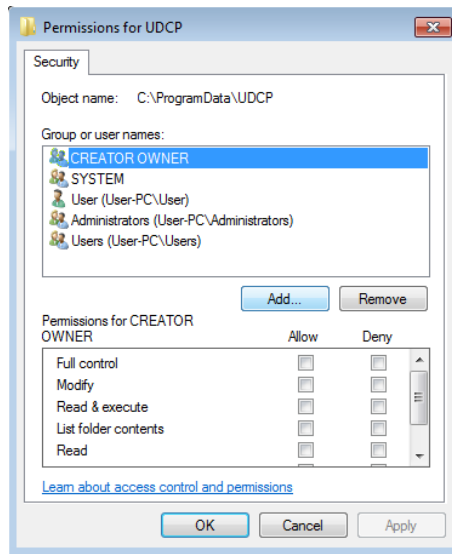 Permissions for UDCP
Security
Object name: C:\ProgramData\UDCP
Group or user names:
CREATOR OWNER
SYSTEM
User (User-PC\User)
Administrators (User-PC\Administrators)
Users (User-PC\Users)
Add... Remove
Permissions for CREATOR
OWNER Allow Deny
Full control
Modify
Read & execute
List folder contents
Read
Learn about access control and permissions
OK Cancel Apply